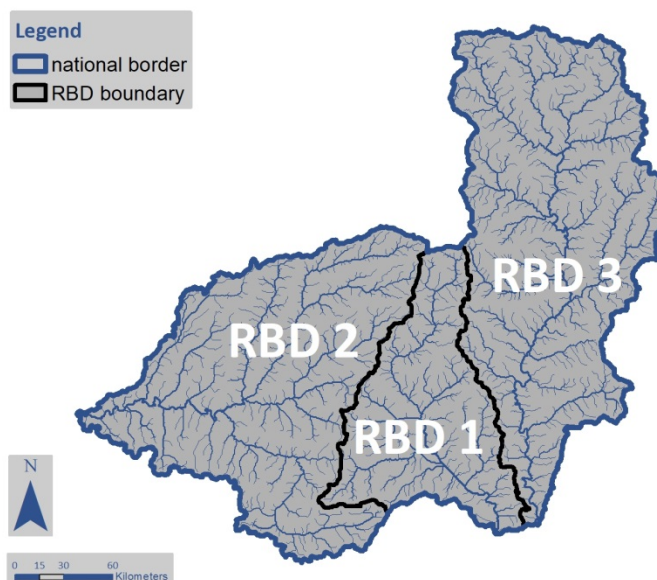 Legend
national border
RBD boundary
RBD 3
RBD 2
RBD 1
N
0 15 30 60
Kilometers